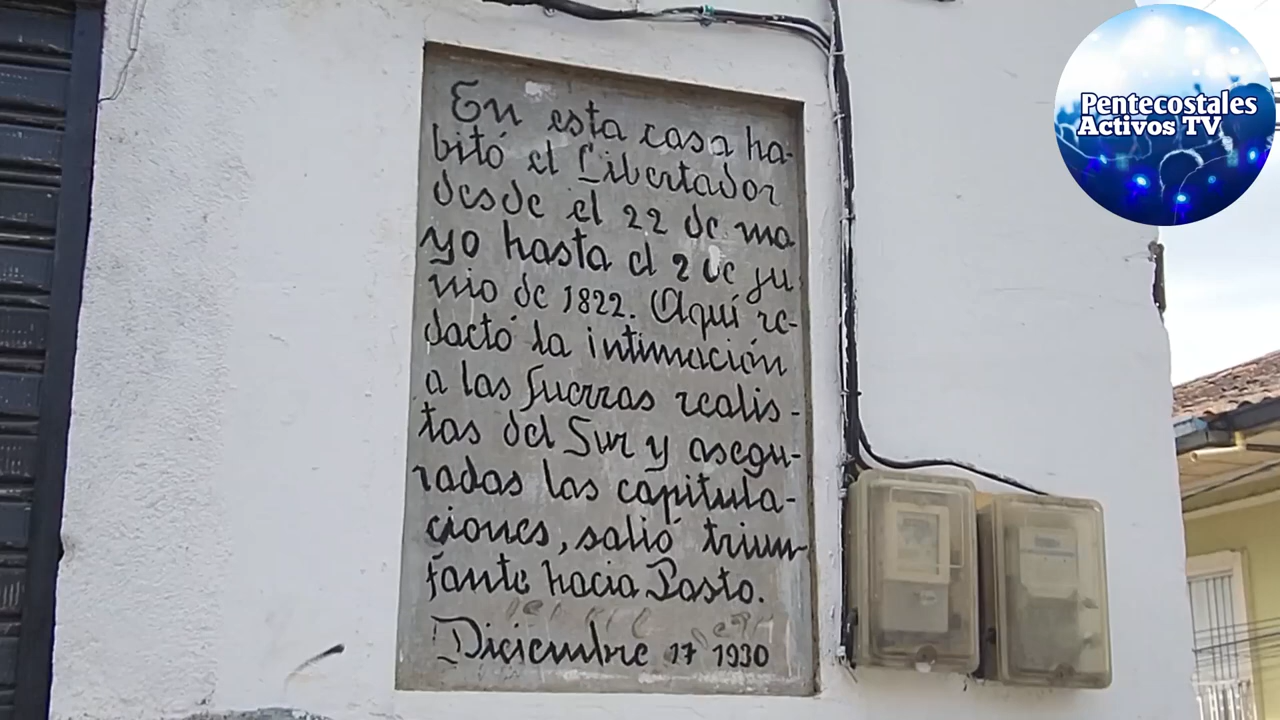 En esta casa ha-
bitó el Libertador
desde el 22 de ma
yo hasta el 2 de ju
nio de 1822. Aquí re-
dactó la intimación
a las fuerzas realis-
tas del Sur y asegu-
radas las capitula-
ciones, salió triun-
fante hacia Pasto.
Diciembre 17 1930
Pentecostales
Activos TV